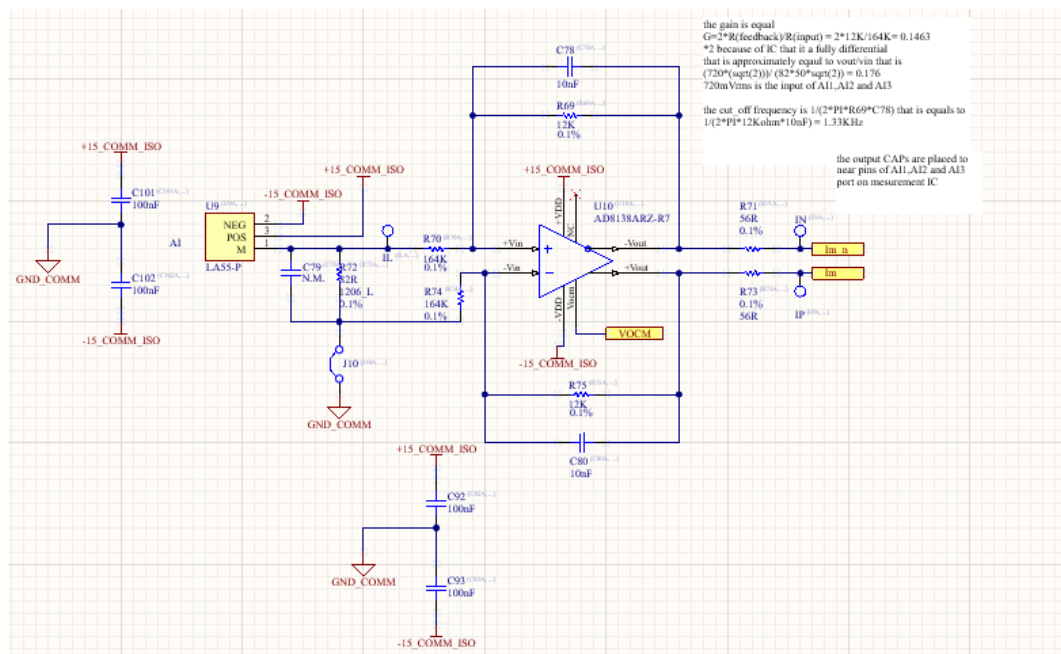 the gain is equal
G=2*R(feedback)/R(input) = 2*12K/164K= 0.1463
*2 because of IC that it a fully differential
that is approximately eqaul to vout/vin that is
(720*(sqrt(2)))/ (82*50*sqrt(2)) = 0.176
720mVrms is the input of AI1,AI2 and AI3
the cut_off frequency is 1/(2*PI*R69*C78) that is equals to
1/(2*PI*12Kohm*10nF) = 1.33KHz
the output CAPs are placed to
near pins of AI1,AI2 and AI3
port on mesurement IC
C78
10nF
R69
12K
0.1%
+15_COMM_ISO
C101
100nF
GND_COMM
C102
100nF
-15_COMM_ISO
+15_COMM_ISO
-15_COMM_ISO
U9
NEG 2
POS 3
M 1
LA55-P
AI
IL
C79
N.M.
R72
82R
1206_L
0.1%
R70
164K
0.1%
R74
164K
0.1%
J10
GND_COMM
+15_COMM_ISO
+VDD
NC
U10
AD8138ARZ-R7
+Vin
-Vin
-Vout
+Vout
-VDD
Vocm
VOCM
-15_COMM_ISO
R71
56R
0.1%
IN
Im_n
Im
R73
0.1%
56R
IP
R75
12K
0.1%
C80
10nF
+15_COMM_ISO
C92
100nF
GND_COMM
C93
100nF
-15_COMM_ISO